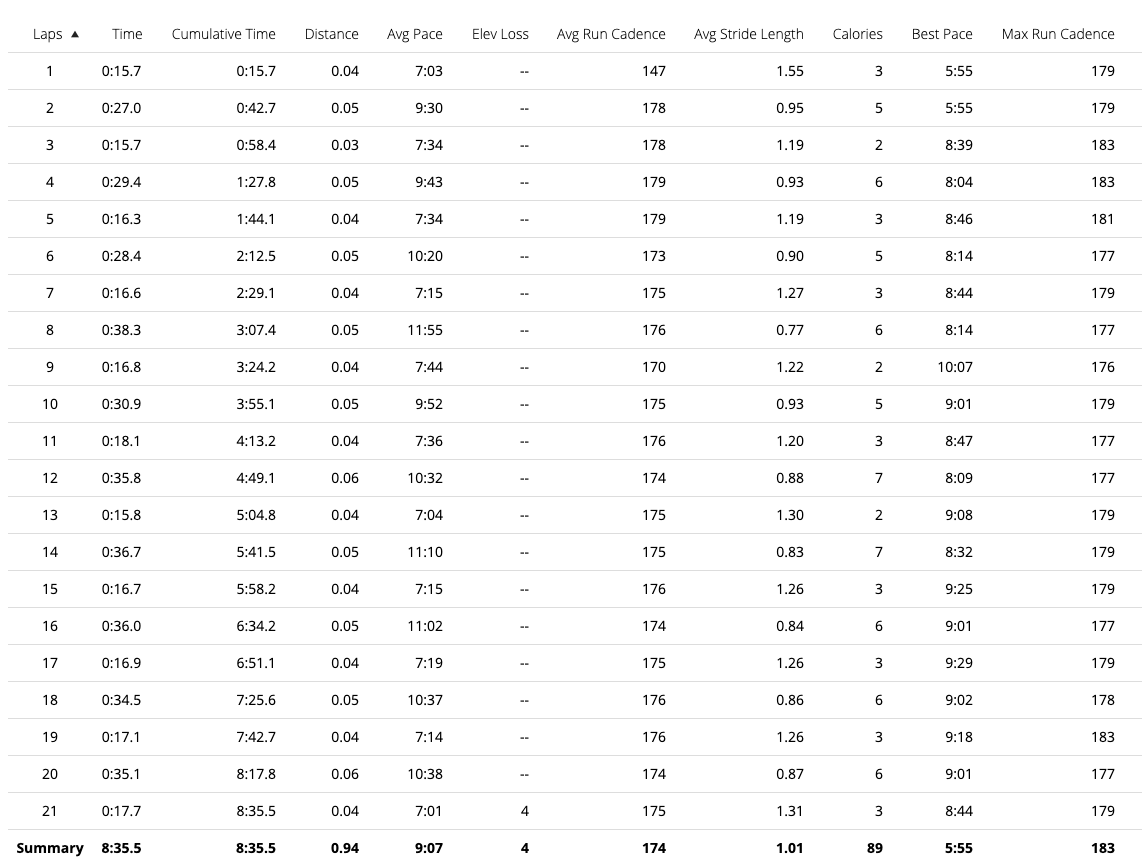 Laps ▲ Time Cumulative Time Distance Avg Pace Elev Loss Avg Run Cadence Avg Stride Length Calories Best Pace Max Run Cadence
1 0:15.7 0:15.7 0.04 7:03 -- 147 1.55 3 5:55 179
2 0:27.0 0:42.7 0.05 9:30 -- 178 0.95 5 5:55 179
3 0:15.7 0:58.4 0.03 7:34 -- 178 1.19 2 8:39 183
4 0:29.4 1:27.8 0.05 9:43 -- 179 0.93 6 8:04 183
5 0:16.3 1:44.1 0.04 7:34 -- 179 1.19 3 8:46 181
6 0:28.4 2:12.5 0.05 10:20 -- 173 0.90 5 8:14 177
7 0:16.6 2:29.1 0.04 7:15 -- 175 1.27 3 8:44 179
8 0:38.3 3:07.4 0.05 11:55 -- 176 0.77 6 8:14 177
9 0:16.8 3:24.2 0.04 7:44 -- 170 1.22 2 10:07 176
10 0:30.9 3:55.1 0.05 9:52 -- 175 0.93 5 9:01 179
11 0:18.1 4:13.2 0.04 7:36 -- 176 1.20 3 8:47 177
12 0:35.8 4:49.1 0.06 10:32 -- 174 0.88 7 8:09 177
13 0:15.8 5:04.8 0.04 7:04 -- 175 1.30 2 9:08 179
14 0:36.7 5:41.5 0.05 11:10 -- 175 0.83 7 8:32 179
15 0:16.7 5:58.2 0.04 7:15 -- 176 1.26 3 9:25 179
16 0:36.0 6:34.2 0.05 11:02 -- 174 0.84 6 9:01 177
17 0:16.9 6:51.1 0.04 7:19 -- 175 1.26 3 9:29 179
18 0:34.5 7:25.6 0.05 10:37 -- 176 0.86 6 9:02 178
19 0:17.1 7:42.7 0.04 7:14 -- 176 1.26 3 9:18 183
20 0:35.1 8:17.8 0.06 10:38 -- 174 0.87 6 9:01 177
21 0:17.7 8:35.5 0.04 7:01 4 175 1.31 3 8:44 179
Summary 8:35.5 8:35.5 0.94 9:07 4 174 1.01 89 5:55 183